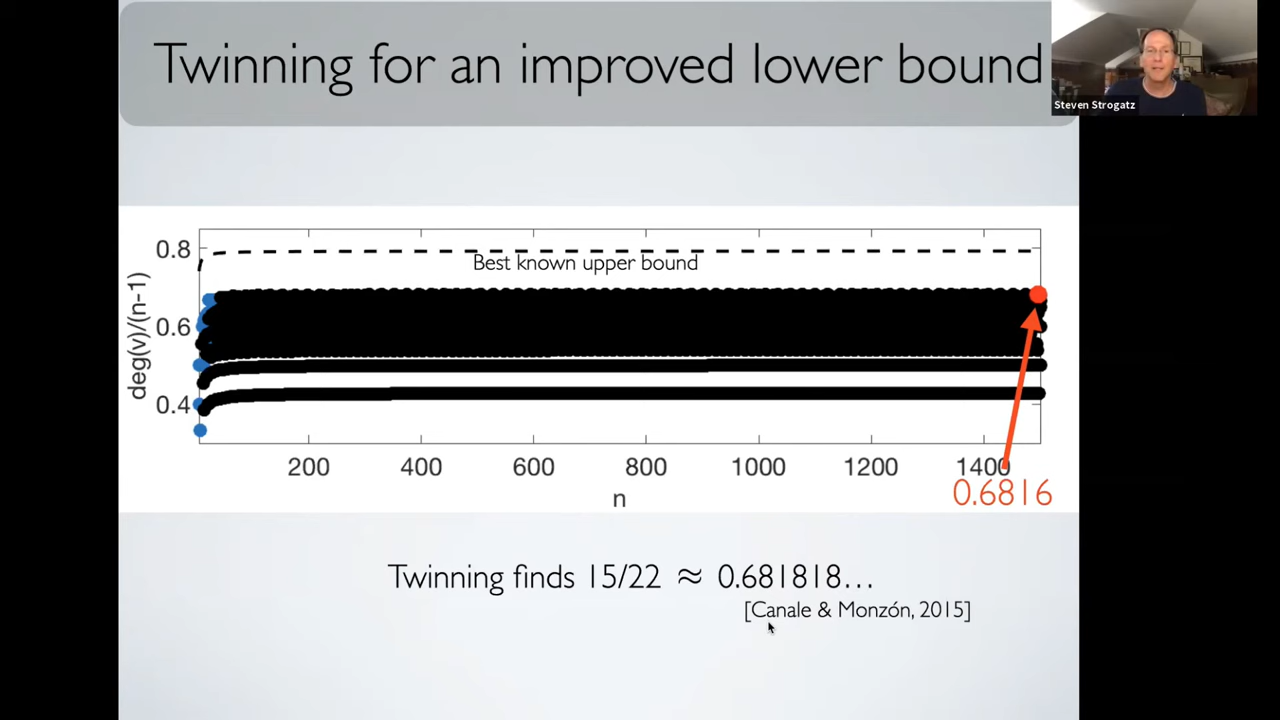 Twinning for an improved lower bound
Steven Strogatz
0.8
Best known upper bound
0.6
0.4
deg(v)/(n-1)
200 400 600 800 1000 1200 1400
n
0.6816
Twinning finds 15/22 ≈ 0.681818…
[Canale & Monzón, 2015]